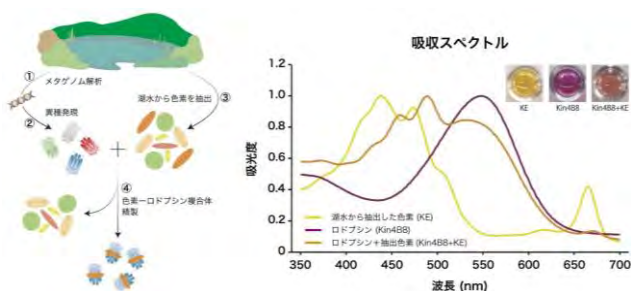 ①
メタゲノム解析
②
異種発現
湖水から色素を抽出
③
④
色素ーロドプシン複合体
精製
吸収スペクトル
KE
Kin4B8
Kin4B8+KE
吸光度
1.2
1.0
0.8
0.6
0.4
0.2
0
湖水から抽出した色素 (KE)
ロドプシン (Kin4B8)
ロドプシン＋抽出色素 (Kin4B8+KE)
350 400 450 500 550 600 650 700
波長 (nm)